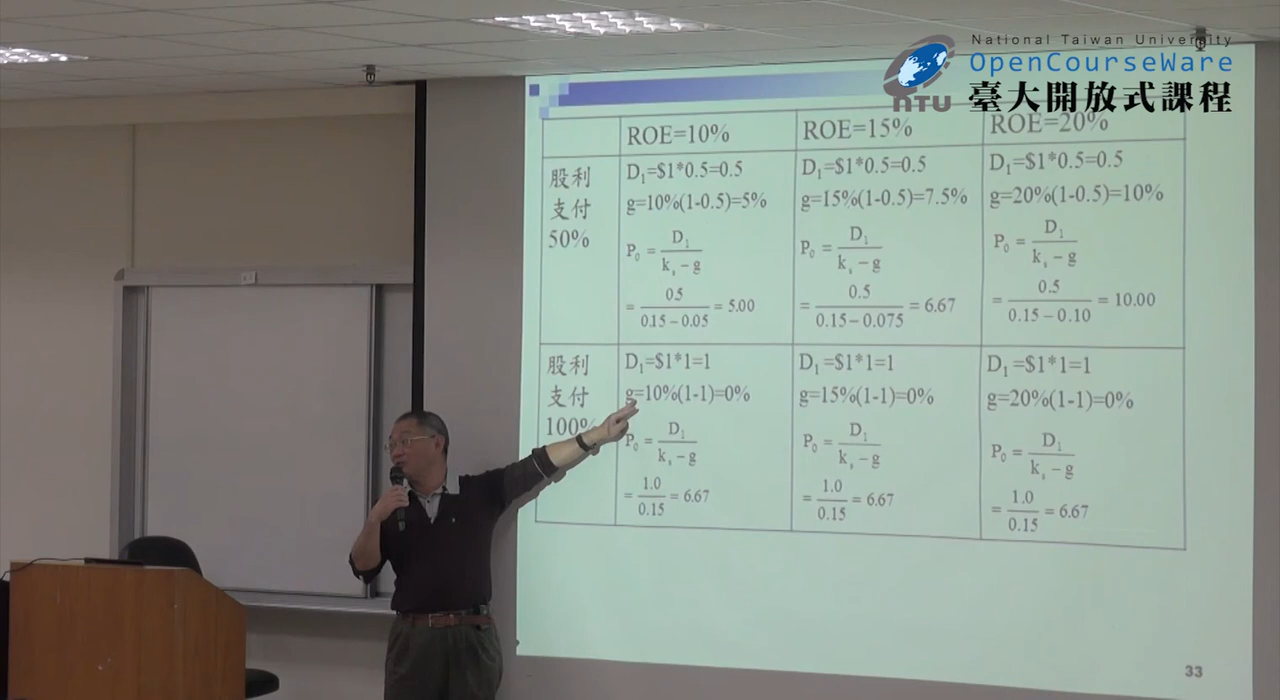 National Taiwan University
OpenCourseWare
NTU
臺大開放式課程
ROE=10% ROE=15% ROE=20%
股利
支付
50%
D₁=$1*0.5=0.5
g=10%(1-0.5)=5%
P₀ = D₁ / (kₛ − g)
= 0.5 / (0.15 − 0.05) = 5.00
D₁=$1*0.5=0.5
g=15%(1-0.5)=7.5%
P₀ = D₁ / (kₛ − g)
= 0.5 / (0.15 − 0.075) = 6.67
D₁=$1*0.5=0.5
g=20%(1-0.5)=10%
P₀ = D₁ / (kₛ − g)
= 0.5 / (0.15 − 0.10) = 10.00
股利
支付
100%
D₁=$1*1=1
g=10%(1-1)=0%
P₀ = D₁ / (kₛ − g)
= 1.0 / 0.15 = 6.67
D₁=$1*1=1
g=15%(1-1)=0%
P₀ = D₁ / (kₛ − g)
= 1.0 / 0.15 = 6.67
D₁=$1*1=1
g=20%(1-1)=0%
P₀ = D₁ / (kₛ − g)
= 1.0 / 0.15 = 6.67
33